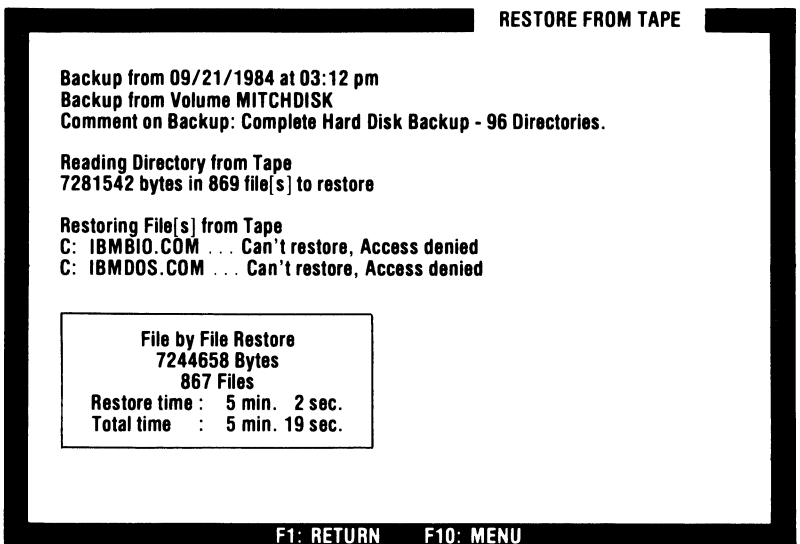 RESTORE FROM TAPE
Backup from 09/21/1984 at 03:12 pm
Backup from Volume MITCHDISK
Comment on Backup: Complete Hard Disk Backup - 96 Directories.
Reading Directory from Tape
7281542 bytes in 869 file[s] to restore
Restoring File[s] from Tape
C: IBMBIO.COM ... Can't restore, Access denied
C: IBMDOS.COM ... Can't restore, Access denied
File by File Restore
7244658 Bytes
867 Files
Restore time : 5 min. 2 sec.
Total time : 5 min. 19 sec.
F1: RETURN F10: MENU